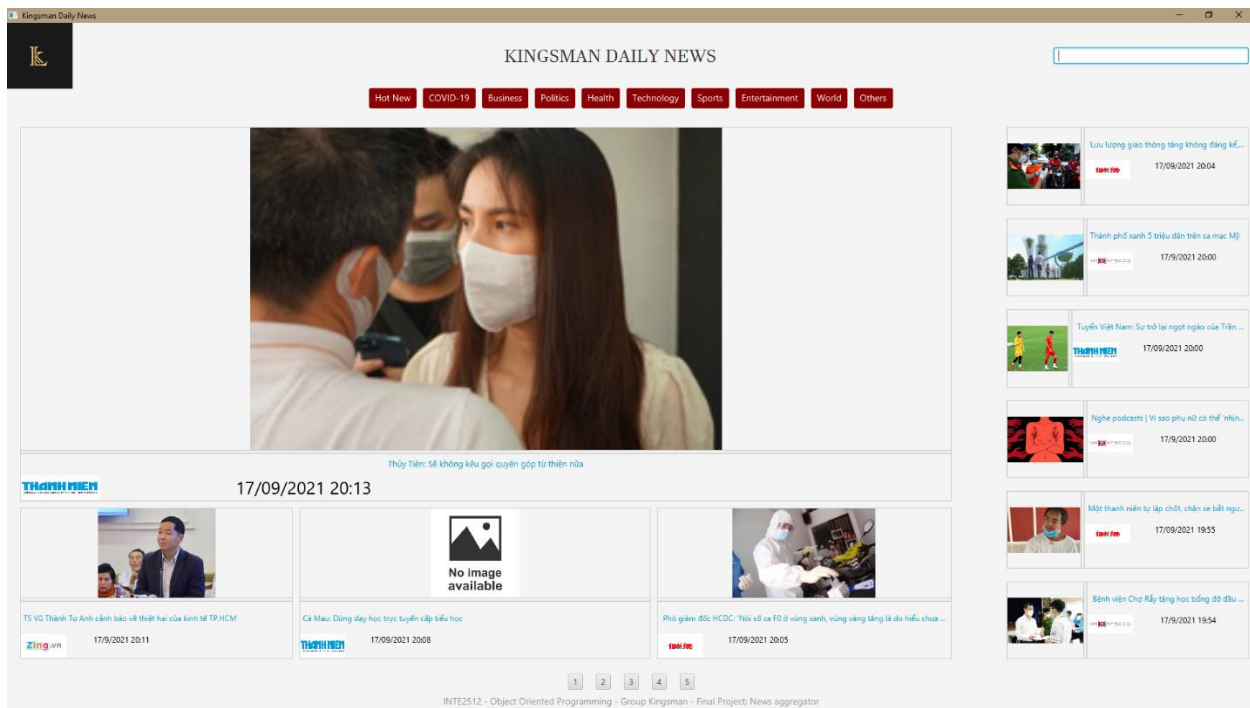 Kingsman Daily News
KINGSMAN DAILY NEWS
Hot New
COVID-19
Business
Politics
Health
Technology
Sports
Entertainment
World
Others
Thủy Tiên: Sẽ không kêu gọi quyên góp từ thiện nữa
THANH NIEN
17/09/2021 20:13
TS Vũ Thành Tự Anh cảnh báo về thiệt hại của kinh tế TP.HCM
Zing.vn
17/9/2021 20:11
No image
available
Cà Mau: Dừng dạy học trực tuyến cấp tiểu học
THANH NIEN
17/09/2021 20:08
Phó giám đốc HCDC: 'Nói số ca F0 ở vùng xanh, vùng vàng tăng là do hiểu chưa ...
17/09/2021 20:05
'Lưu lượng giao thông tăng không đáng kể,...
17/09/2021 20:04
Thành phố xanh 5 triệu dân trên sa mạc Mỹ
17/9/2021 20:00
Tuyển Việt Nam: Sự trở lại ngọt ngào của Trần ...
THANH NIEN
17/09/2021 20:00
Nghe podcasts | Vì sao phụ nữ có thể 'nhịn...
17/9/2021 20:00
Một thanh niên tự lập chốt, chặn xe bắt ngư...
17/09/2021 19:55
Bệnh viện Chợ Rẫy tặng học bổng đỡ đầu ...
17/9/2021 19:54
1 2 3 4 5
INTE2512 - Object Oriented Programming - Group Kingsman - Final Project: News aggregator